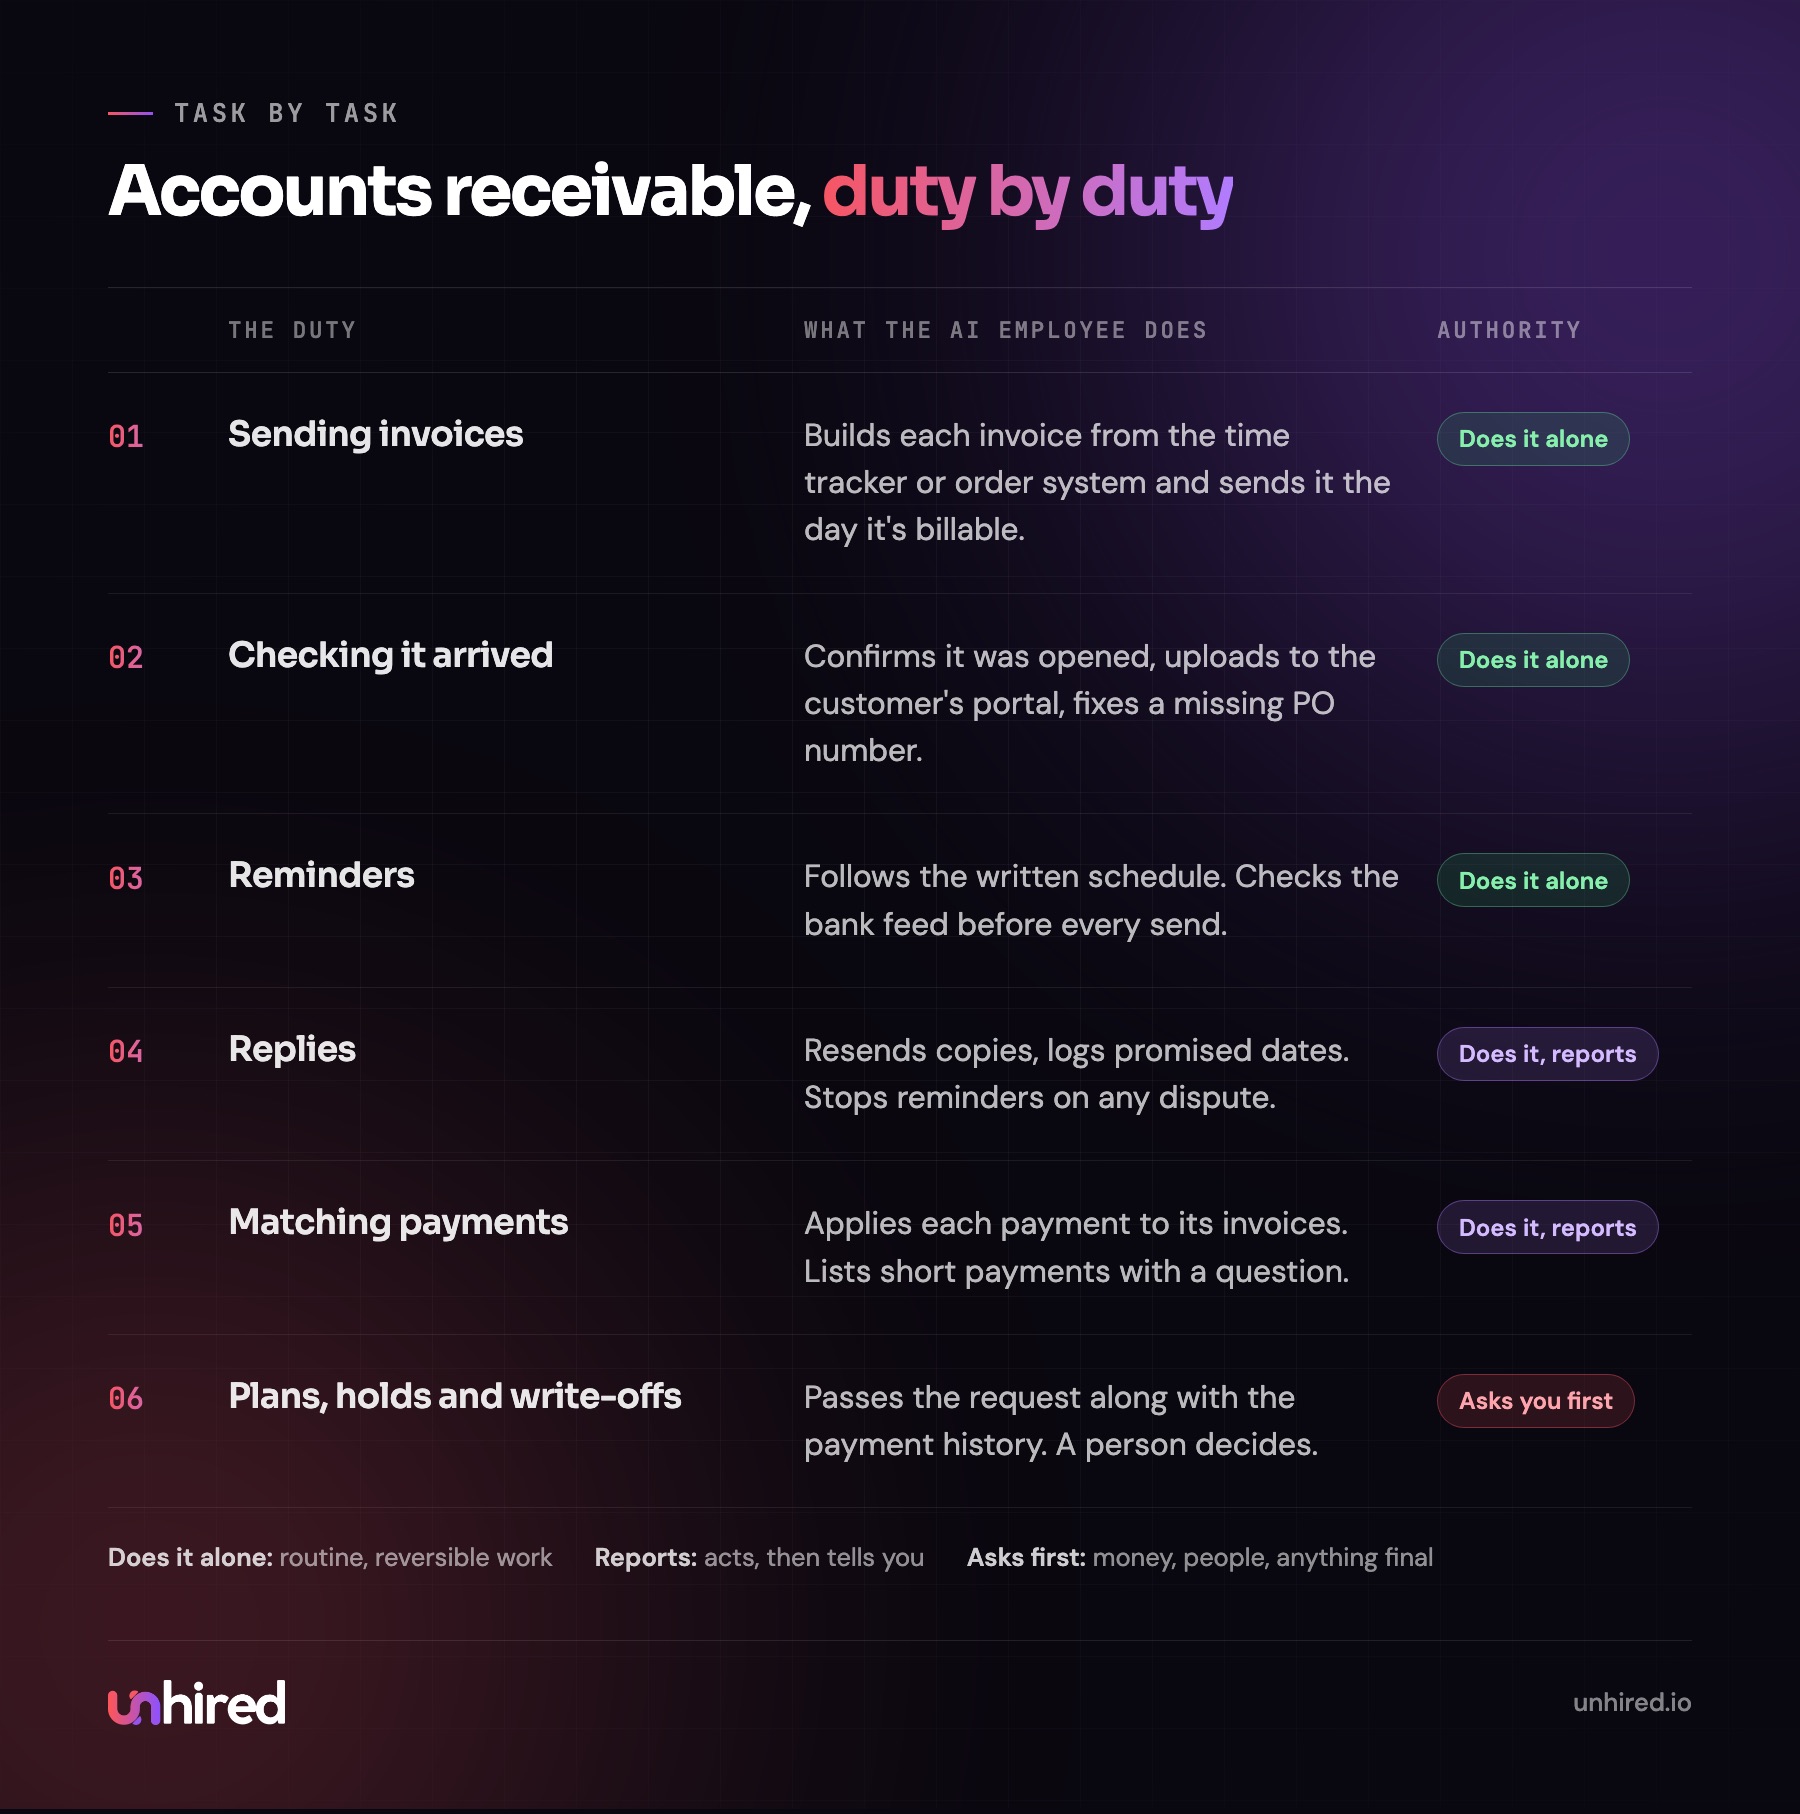 TASK BY TASK
Accounts receivable, duty by duty
THE DUTY WHAT THE AI EMPLOYEE DOES AUTHORITY
01 Sending invoices Builds each invoice from the time Does it alone
tracker or order system and sends it the
day it's billable.
02 Checking it arrived Confirms it was opened, uploads to the Does it alone
customer's portal, fixes a missing PO
number.
03 Reminders Follows the written schedule. Checks the Does it alone
bank feed before every send.
04 Replies Resends copies, logs promised dates. Does it, reports
Stops reminders on any dispute.
05 Matching payments Applies each payment to its invoices. Does it, reports
Lists short payments with a question.
06 Plans, holds and write-offs Passes the request along with the Asks you first
payment history. A person decides.
Does it alone: routine, reversible work Reports: acts, then tells you Asks first: money, people, anything final
unhired unhired.io